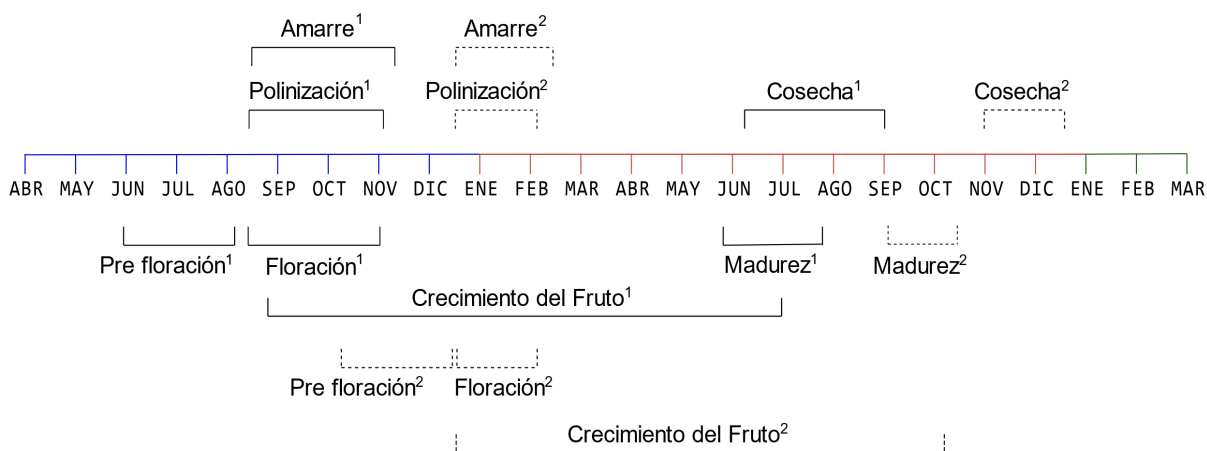 Amarre¹ Amarre²
Polinización¹ Polinización² Cosecha¹ Cosecha²
ABR MAY JUN JUL AGO SEP OCT NOV DIC ENE FEB MAR ABR MAY JUN JUL AGO SEP OCT NOV DIC ENE FEB MAR
Pre floración¹ Floración¹ Madurez¹ Madurez²
Crecimiento del Fruto¹
Pre floración² Floración²
Crecimiento del Fruto²